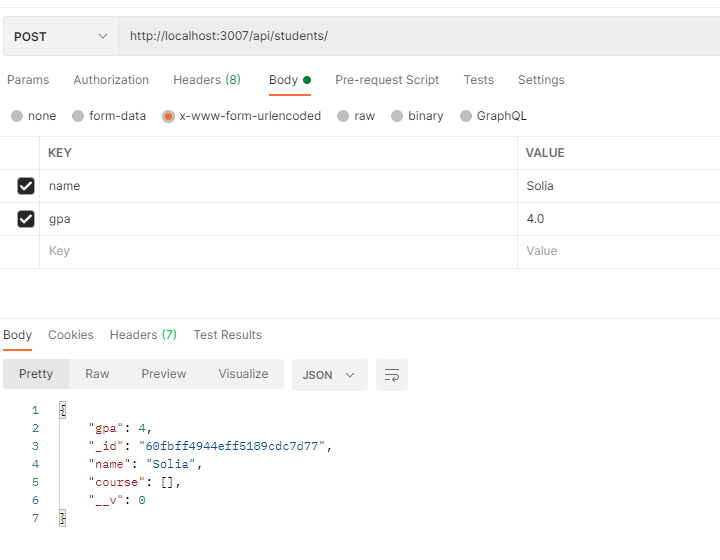 POST http://localhost:3007/api/students/
Params Authorization Headers (8) Body Pre-request Script Tests Settings
none form-data x-www-form-urlencoded raw binary GraphQL
KEY VALUE
name Solia
gpa 4.0
Key Value
Body Cookies Headers (7) Test Results
Pretty Raw Preview Visualize JSON
1 {
2 "gpa": 4,
3 "_id": "60fbff4944eff5189cdc7d77",
4 "name": "Solia",
5 "course": [],
6 "__v": 0
7 }